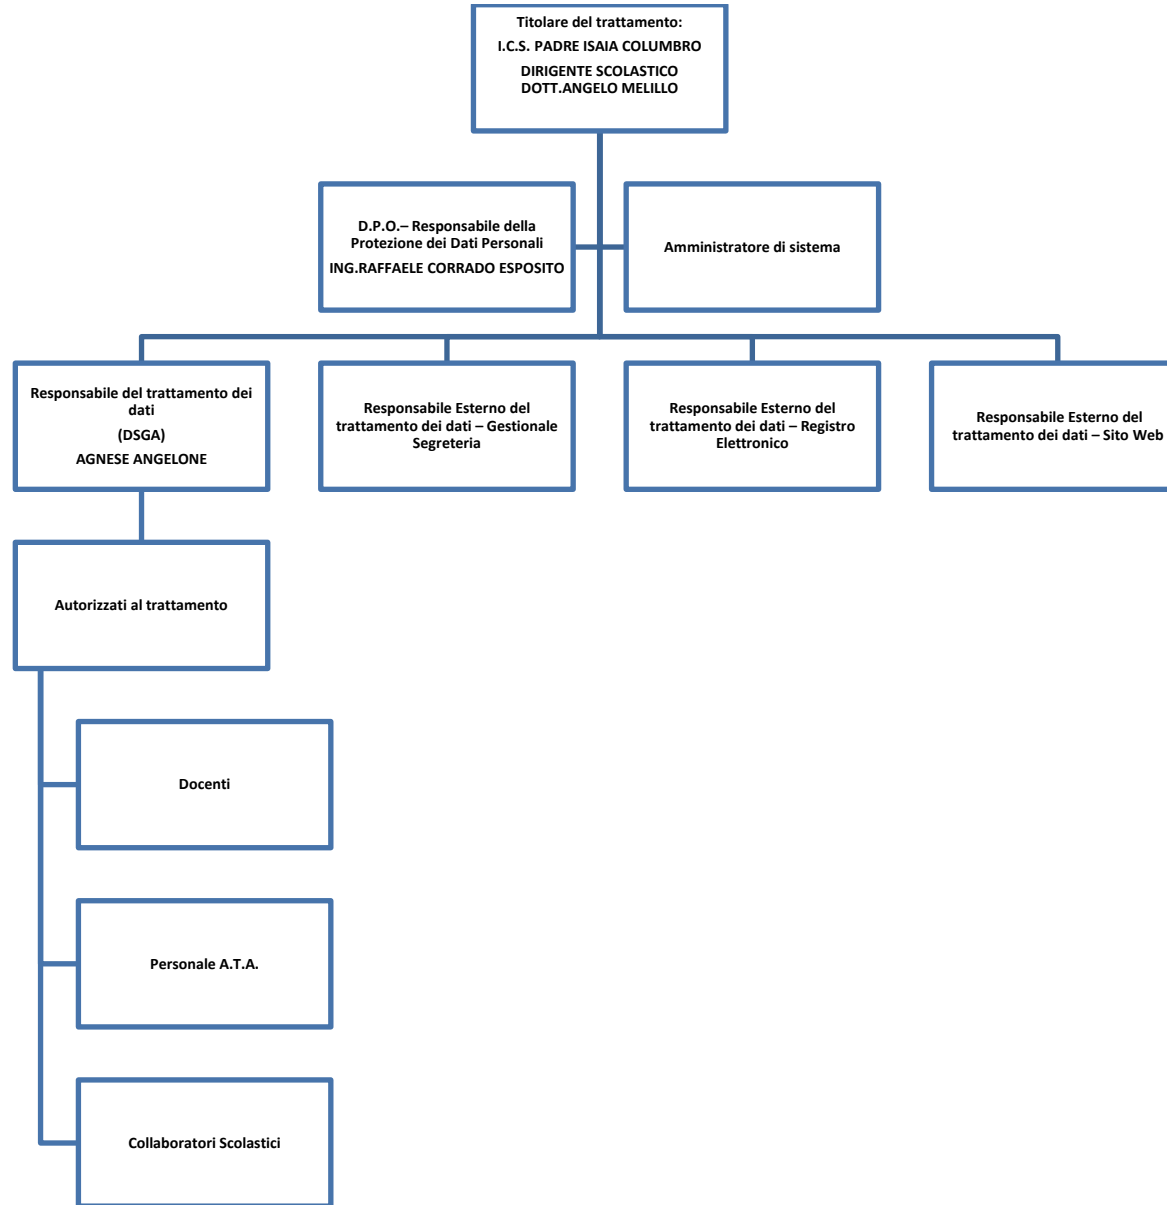 Titolare del trattamento:
I.C.S. PADRE ISAIA COLUMBRO
DIRIGENTE SCOLASTICO
DOTT.ANGELO MELILLO
D.P.O.– Responsabile della
Protezione dei Dati Personali
ING.RAFFAELE CORRADO ESPOSITO
Amministratore di sistema
Responsabile del trattamento dei
dati
(DSGA)
AGNESE ANGELONE
Responsabile Esterno del
trattamento dei dati – Gestionale
Segreteria
Responsabile Esterno del
trattamento dei dati – Registro
Elettronico
Responsabile Esterno del
trattamento dei dati – Sito Web
Autorizzati al trattamento
Docenti
Personale A.T.A.
Collaboratori Scolastici